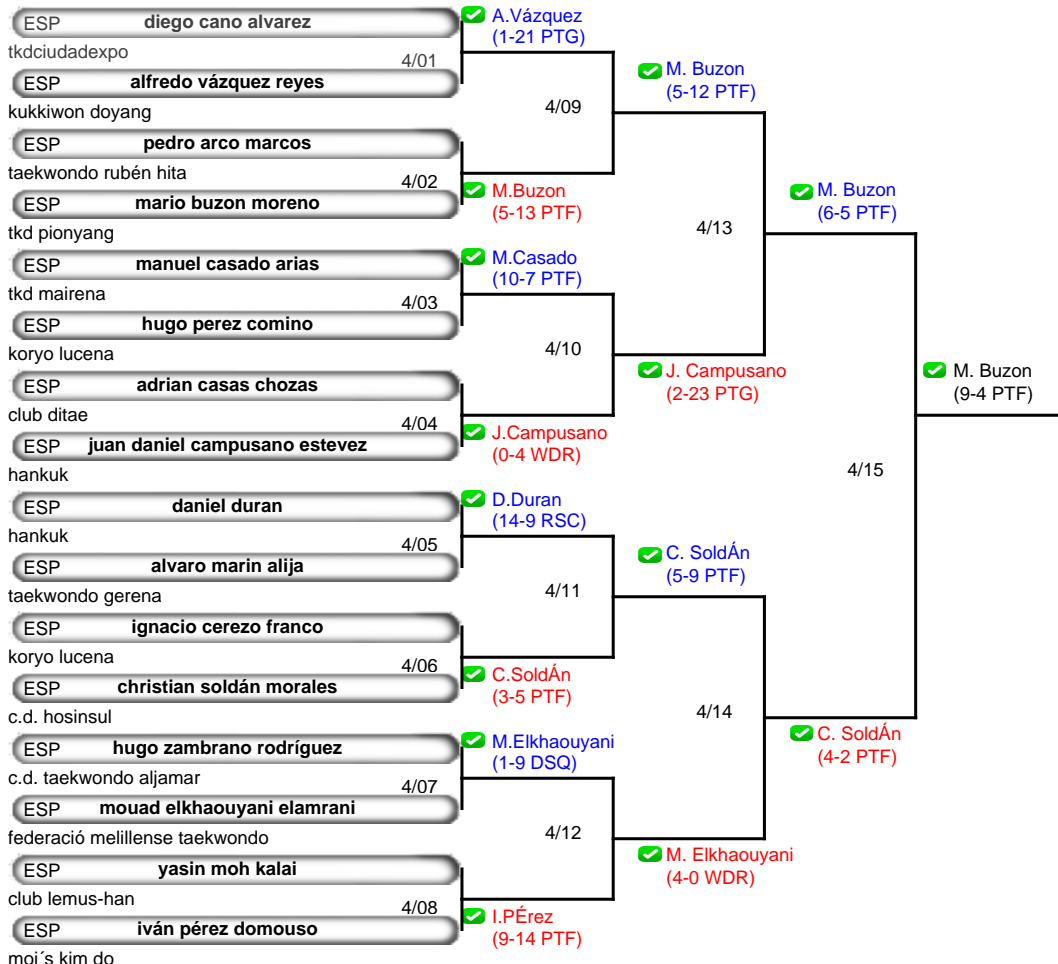 ESP diego cano alvarez
tkdciudadexpo
4/01
ESP alfredo vázquez reyes
kukkiwon doyang
ESP pedro arco marcos
taekwondo rubén hita
4/02
ESP mario buzon moreno
tkd pionyang
ESP manuel casado arias
tkd mairena
4/03
ESP hugo perez comino
koryo lucena
ESP adrian casas chozas
club ditae
4/04
ESP juan daniel campusano estevez
hankuk
ESP daniel duran
hankuk
4/05
ESP alvaro marin alija
taekwondo gerena
ESP ignacio cerezo franco
koryo lucena
4/06
ESP christian soldán morales
c.d. hosinsul
ESP hugo zambrano rodríguez
c.d. taekwondo aljamar
4/07
ESP mouad elkhaouyani elamrani
federació melillense taekwondo
ESP yasin moh kalai
club lemus-han
4/08
ESP iván pérez domouso
moi´s kim do
A.Vázquez
(1-21 PTG)
4/09
M.Buzon
(5-13 PTF)
M.Casado
(10-7 PTF)
4/10
J.Campusano
(0-4 WDR)
D.Duran
(14-9 RSC)
4/11
C.SoldÁn
(3-5 PTF)
M.Elkhaouyani
(1-9 DSQ)
4/12
I.PÉrez
(9-14 PTF)
M. Buzon
(5-12 PTF)
4/13
J. Campusano
(2-23 PTG)
C. SoldÁn
(5-9 PTF)
4/14
M. Elkhaouyani
(4-0 WDR)
M. Buzon
(6-5 PTF)
4/15
C. SoldÁn
(4-2 PTF)
M. Buzon
(9-4 PTF)